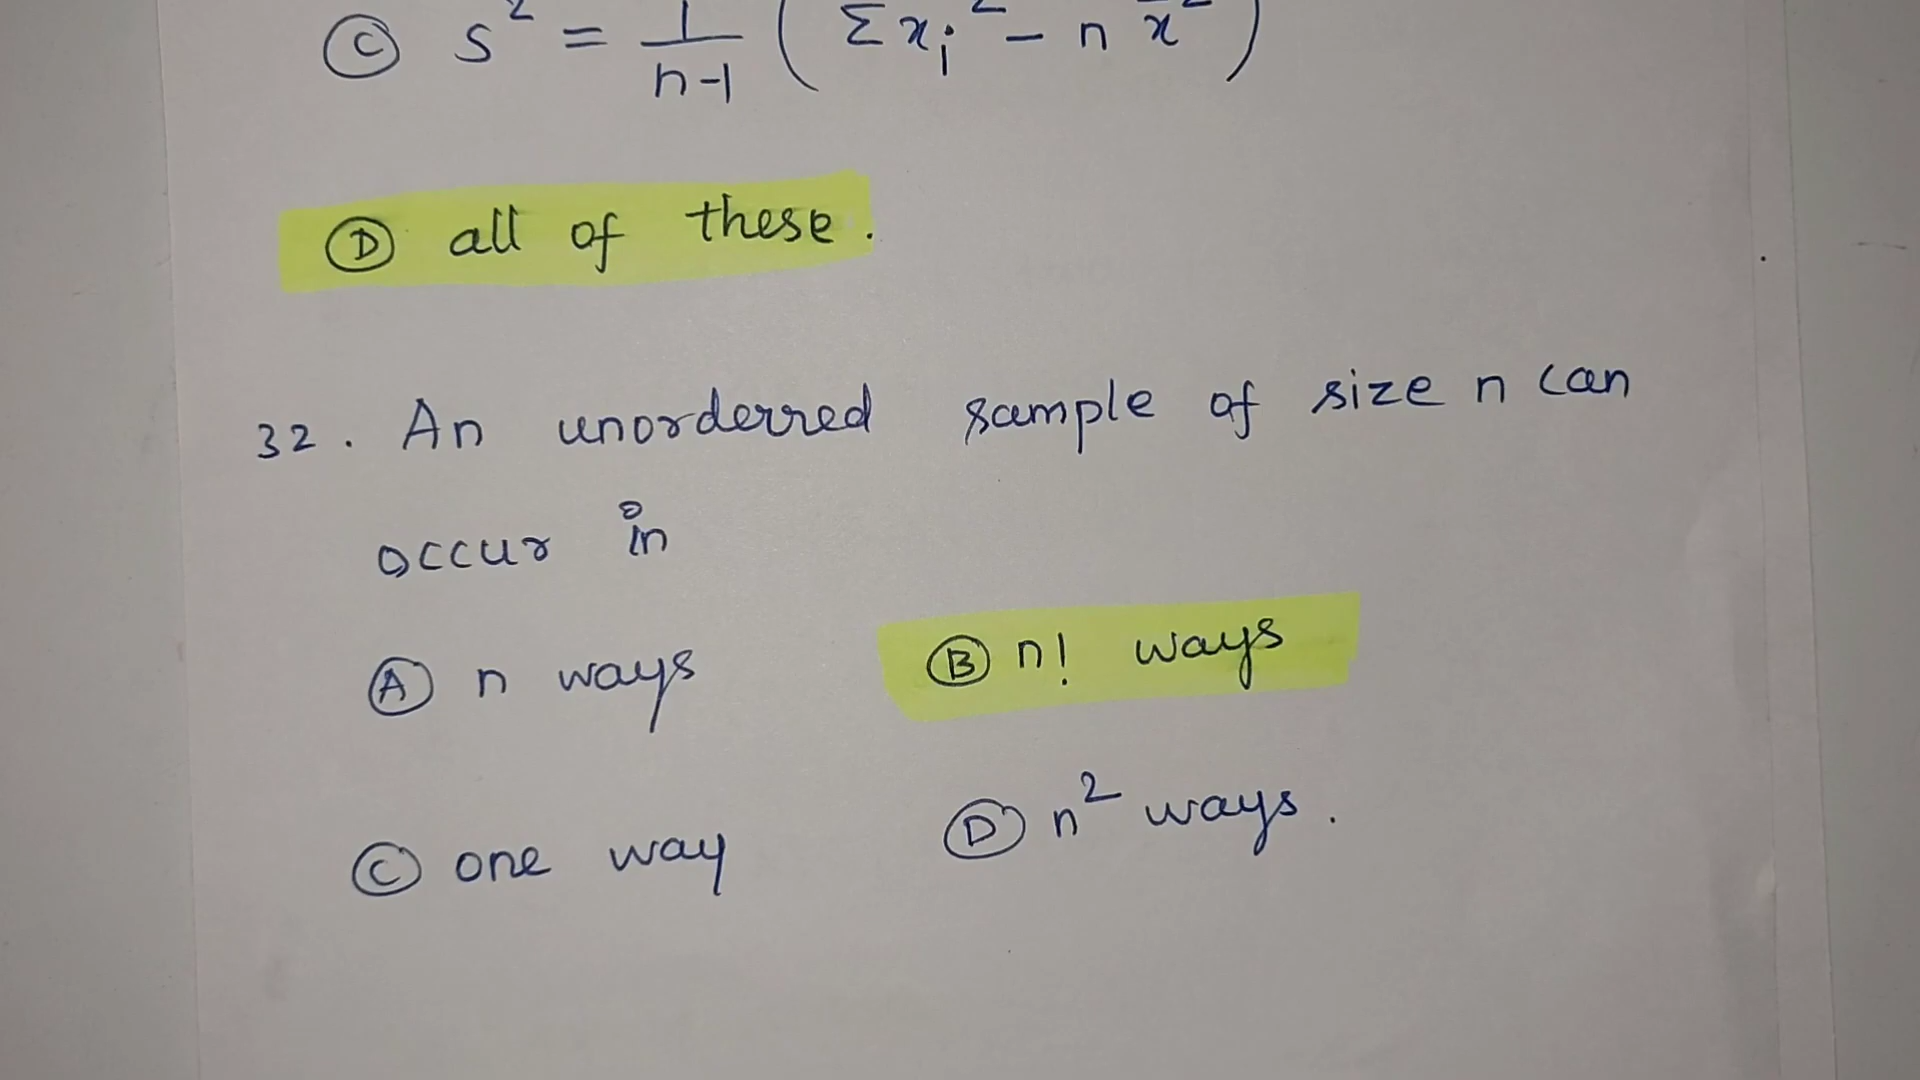 Ⓒ s² = 1/n-1 ( Σxᵢ² - n x̄² )
Ⓓ all of these.
32. An unorderred sample of size n can
occur in
Ⓐ n ways Ⓑ n! ways
Ⓒ one way Ⓓ n² ways.